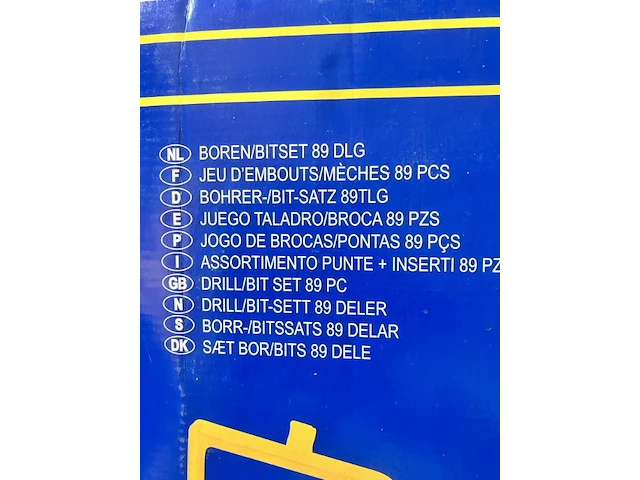 NL BOREN/BITSET 89 DLG
F JEU D'EMBOUTS/MÈCHES 89 PCS
D BOHRER-/BIT-SATZ 89TLG
E JUEGO TALADRO/BROCA 89 PZS
P JOGO DE BROCAS/PONTAS 89 PÇS
I ASSORTIMENTO PUNTE + INSERTI 89 PZ
GB DRILL/BIT SET 89 PC
N DRILL/BIT-SETT 89 DELER
S BORR-/BITSSATS 89 DELAR
DK SÆT BOR/BITS 89 DELE